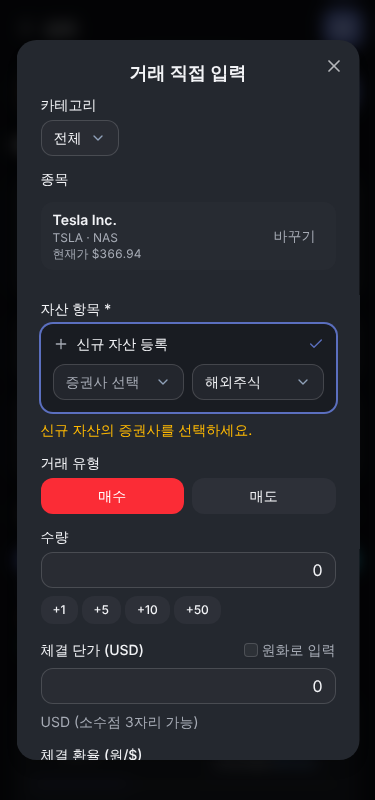 거래 직접 입력
카테고리
전체
종목
Tesla Inc.
TSLA · NAS
현재가 $366.94
바꾸기
자산 항목 *
신규 자산 등록
증권사 선택
해외주식
신규 자산의 증권사를 선택하세요.
거래 유형
매수
매도
수량
0
+1
+5
+10
+50
체결 단가 (USD)
원화로 입력
0
USD (소수점 3자리 가능)
체결 환율 (원/$)